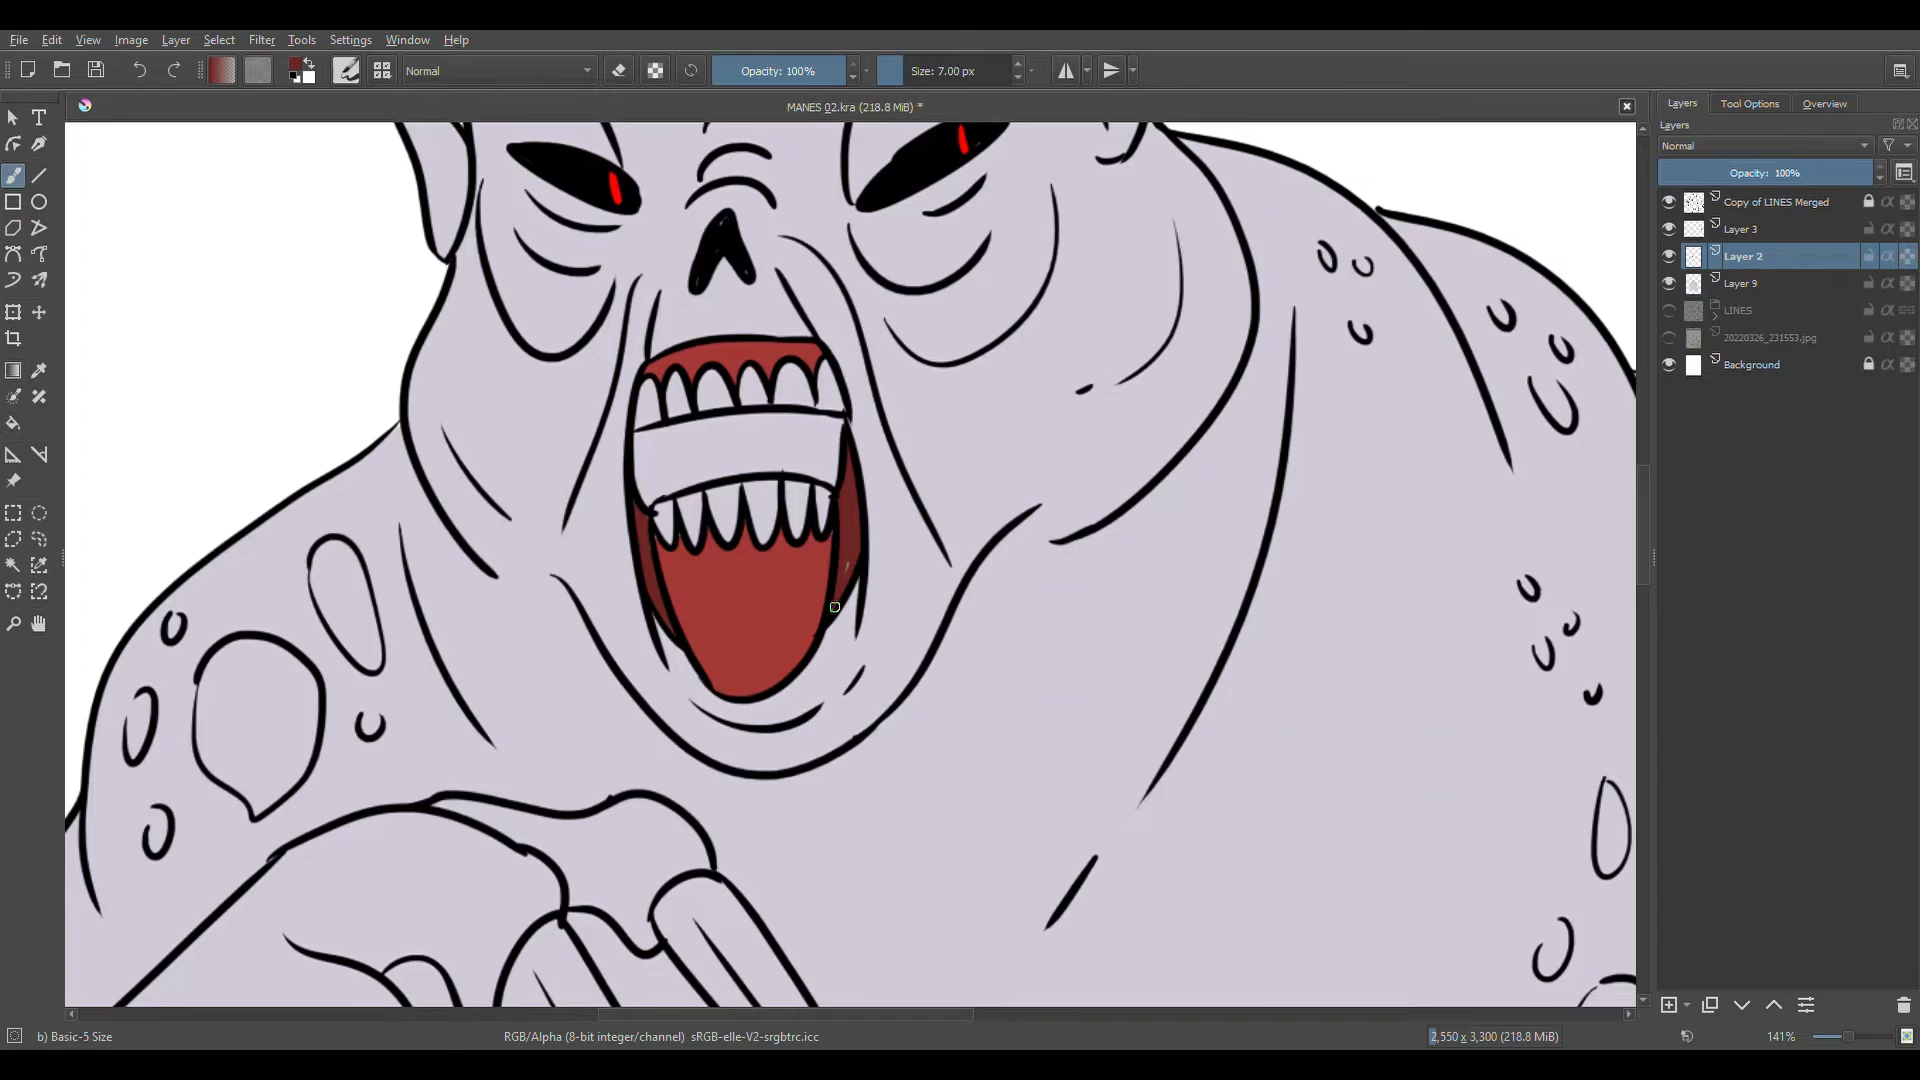 File Edit View Image Layer Select Filter Tools Settings Window Help
Normal
Opacity: 100%
Size: 7.00 px
MANES 02.kra (218.8 MiB) *
Layers Tool Options Overview
Layers
Normal
Opacity: 100%
Copy of LINES Merged
Layer 3
Layer 2
Layer 9
LINES
20220326_231553.jpg
Background
b) Basic-5 Size
RGB/Alpha (8-bit integer/channel) sRGB-elle-V2-srgbtrc.icc
2,550 x 3,300 (218.8 MiB)
141%